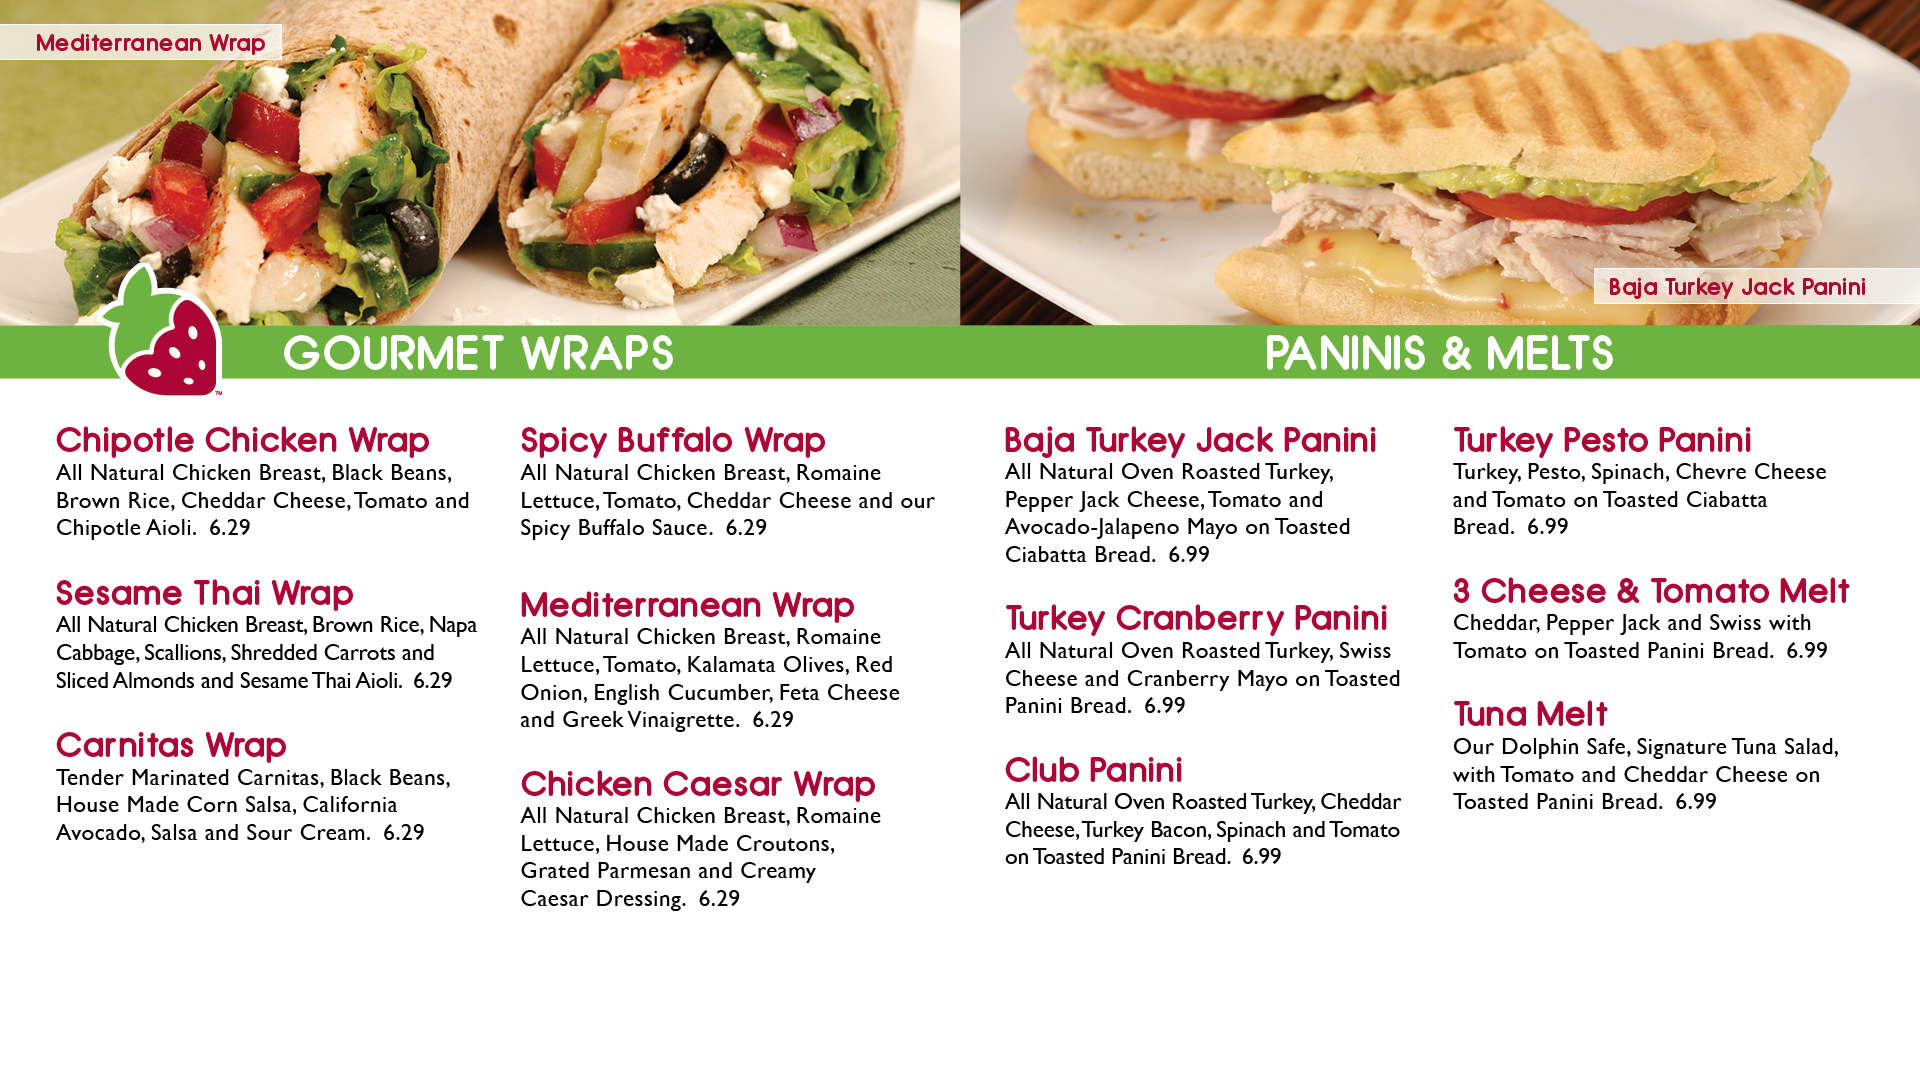 Mediterranean Wrap
Baja Turkey Jack Panini
GOURMET WRAPS
Chipotle Chicken Wrap
All Natural Chicken Breast, Black Beans,
Brown Rice, Cheddar Cheese, Tomato and
Chipotle Aioli. 6.29
Sesame Thai Wrap
All Natural Chicken Breast, Brown Rice, Napa
Cabbage, Scallions, Shredded Carrots and
Sliced Almonds and Sesame Thai Aioli. 6.29
Carnitas Wrap
Tender Marinated Carnitas, Black Beans,
House Made Corn Salsa, California
Avocado, Salsa and Sour Cream. 6.29
Spicy Buffalo Wrap
All Natural Chicken Breast, Romaine
Lettuce, Tomato, Cheddar Cheese and our
Spicy Buffalo Sauce. 6.29
Mediterranean Wrap
All Natural Chicken Breast, Romaine
Lettuce, Tomato, Kalamata Olives, Red
Onion, English Cucumber, Feta Cheese
and Greek Vinaigrette. 6.29
Chicken Caesar Wrap
All Natural Chicken Breast, Romaine
Lettuce, House Made Croutons,
Grated Parmesan and Creamy
Caesar Dressing. 6.29
PANINIS & MELTS
Baja Turkey Jack Panini
All Natural Oven Roasted Turkey,
Pepper Jack Cheese, Tomato and
Avocado-Jalapeno Mayo on Toasted
Ciabatta Bread. 6.99
Turkey Cranberry Panini
All Natural Oven Roasted Turkey, Swiss
Cheese and Cranberry Mayo on Toasted
Panini Bread. 6.99
Club Panini
All Natural Oven Roasted Turkey, Cheddar
Cheese, Turkey Bacon, Spinach and Tomato
on Toasted Panini Bread. 6.99
Turkey Pesto Panini
Turkey, Pesto, Spinach, Chevre Cheese
and Tomato on Toasted Ciabatta
Bread. 6.99
3 Cheese & Tomato Melt
Cheddar, Pepper Jack and Swiss with
Tomato on Toasted Panini Bread. 6.99
Tuna Melt
Our Dolphin Safe, Signature Tuna Salad,
with Tomato and Cheddar Cheese on
Toasted Panini Bread. 6.99
TM